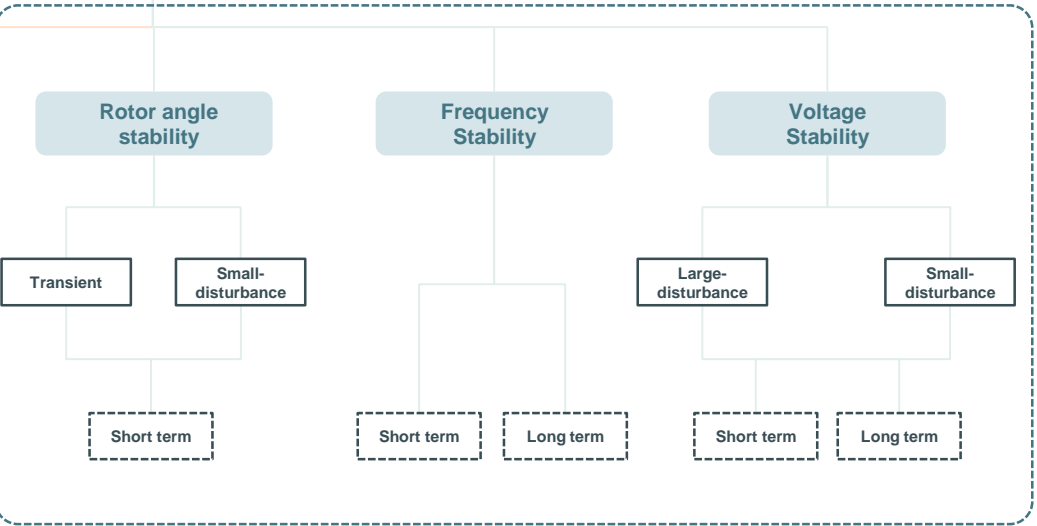 Rotor angle
stability
Frequency
Stability
Voltage
Stability
Transient
Small-
disturbance
Large-
disturbance
Small-
disturbance
Short term
Short term
Long term
Short term
Long term